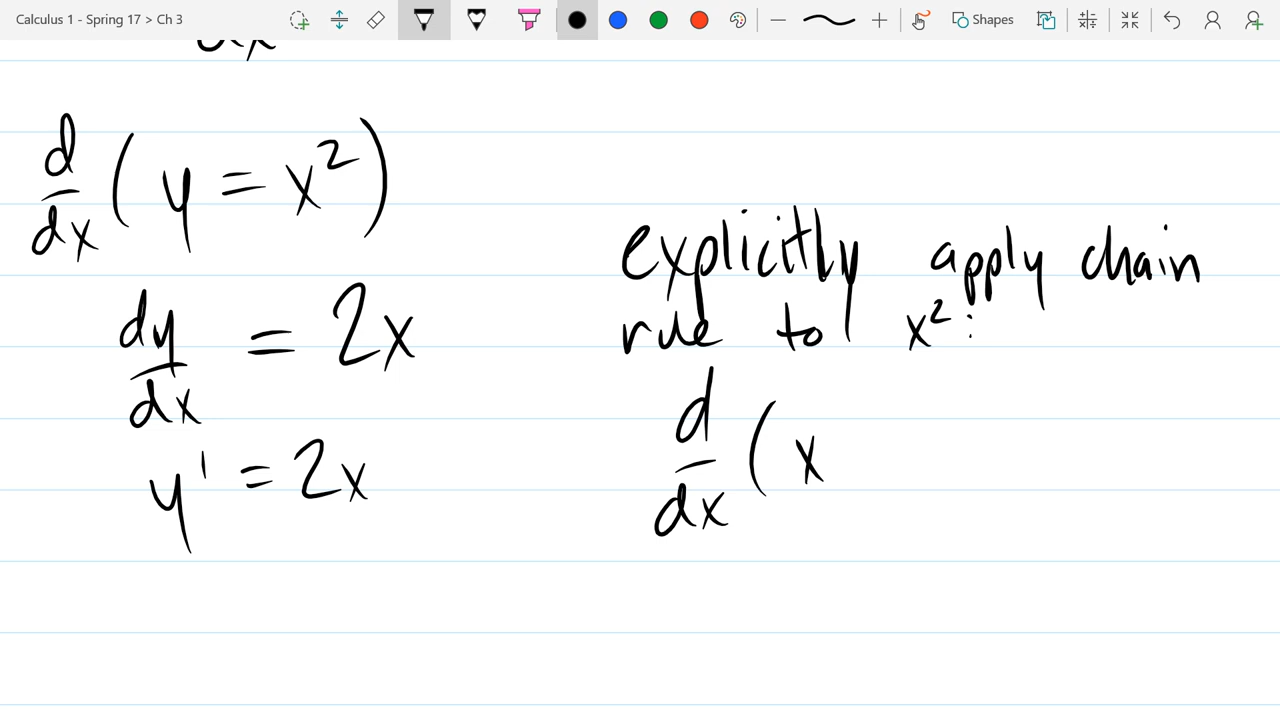 Calculus 1 - Spring 17 > Ch 3
Shapes
dx
d/dx ( y = x² )
dy/dx = 2x
y' = 2x
explicitly apply chain
rule to x² :
d/dx ( x